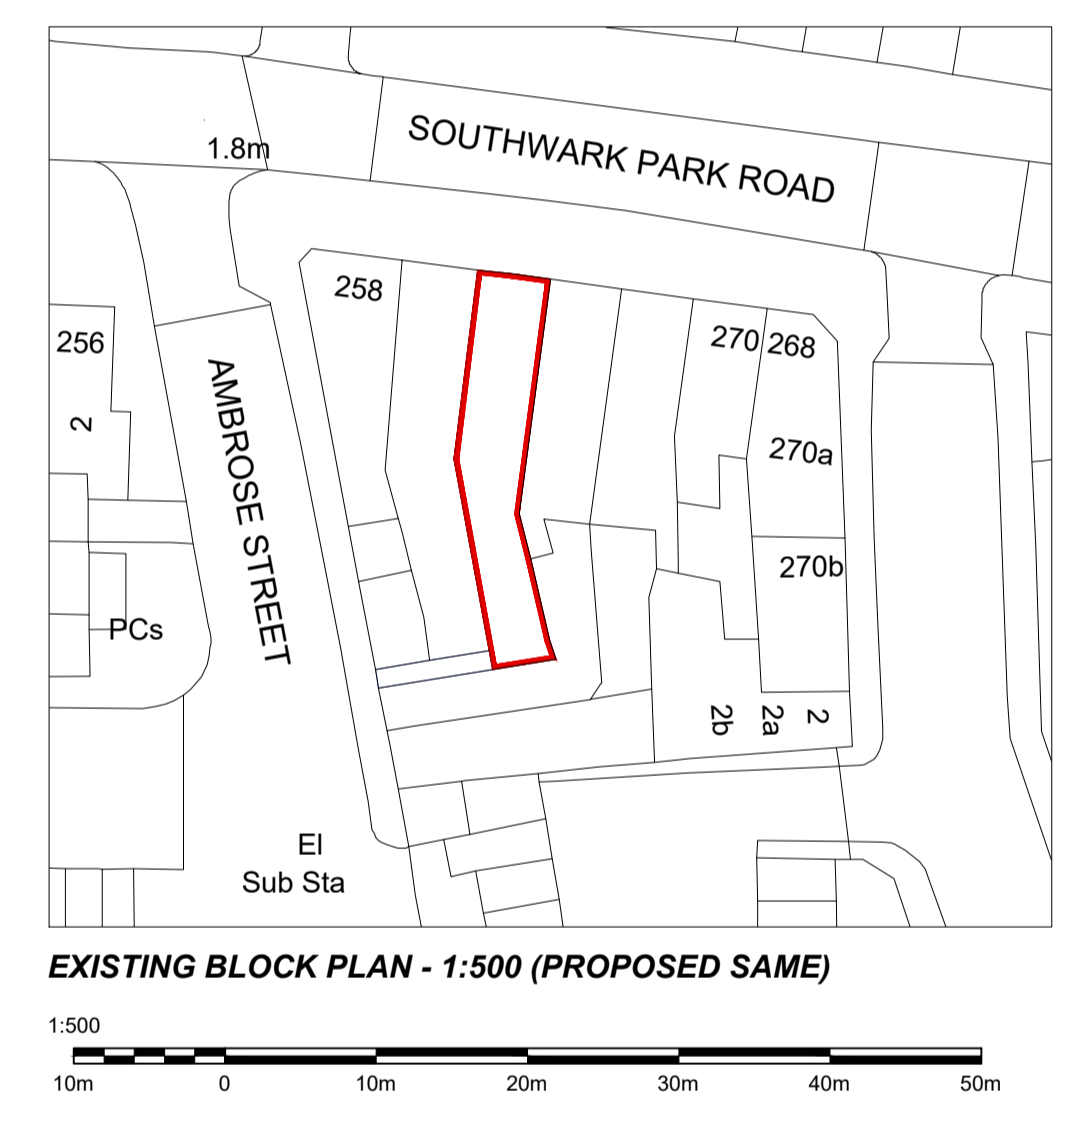 SOUTHWARK PARK ROAD
1.8m
258
256
270
268
2
AMBROSE STREET
270a
270b
PCs
2b
2a
2
El
Sub Sta
EXISTING BLOCK PLAN - 1:500 (PROPOSED SAME)
1:500
10m 0 10m 20m 30m 40m 50m